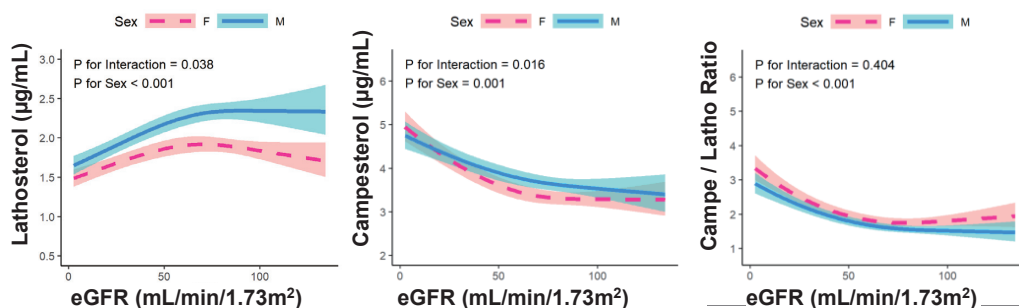 Sex F M
Lathosterol (μg/mL)
3.0
2.5
2.0
1.5
1.0
0.5
P for Interaction = 0.038
P for Sex < 0.001
0 50 100
eGFR (mL/min/1.73m²)
Sex F M
Campesterol (μg/mL)
6
5
4
3
2
P for Interaction = 0.016
P for Sex = 0.001
0 50 100
eGFR (mL/min/1.73m²)
Sex F M
Campe / Latho Ratio
6
5
4
3
2
1
P for Interaction = 0.404
P for Sex < 0.001
0 50 100
eGFR (mL/min/1.73m²)